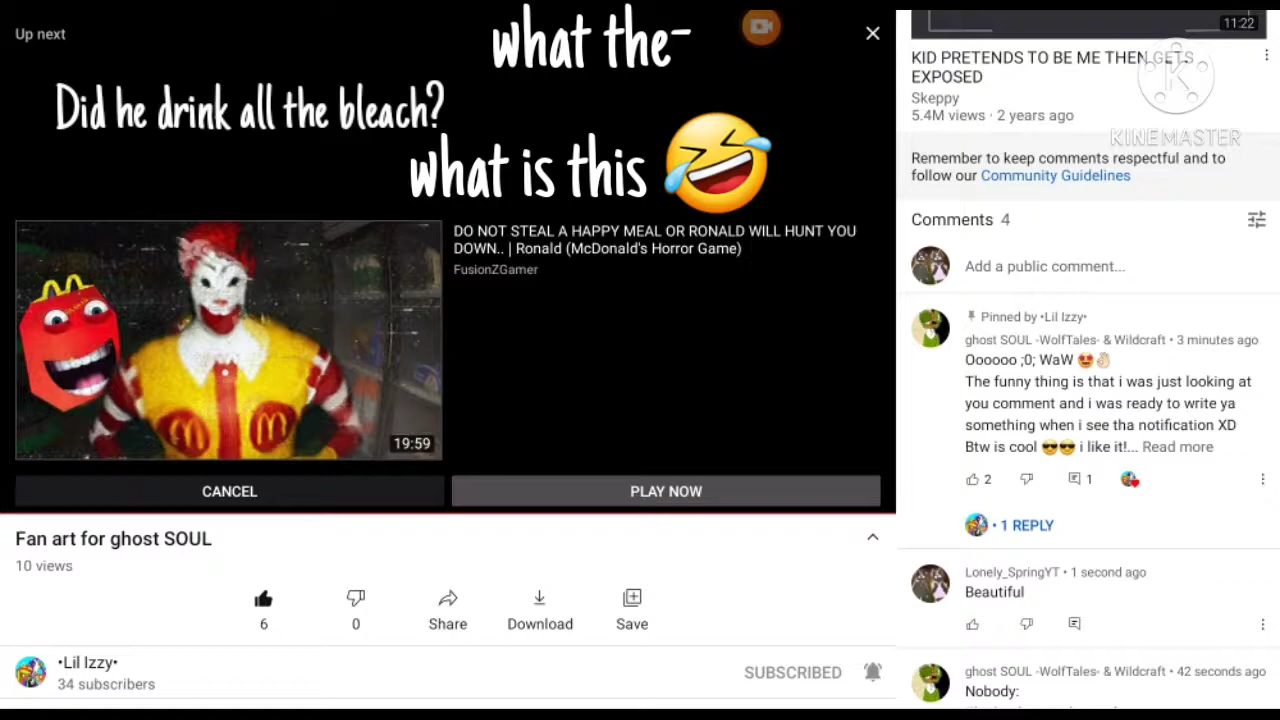 Up next
what the-
Did he drink all the bleach?
what is this 🤣
DO NOT STEAL A HAPPY MEAL OR RONALD WILL HUNT YOU
DOWN.. | Ronald (McDonald's Horror Game)
FusionZGamer
19:59
CANCEL
PLAY NOW
Fan art for ghost SOUL
10 views
6
0
Share
Download
Save
•Lil Izzy•
34 subscribers
SUBSCRIBED
11:22
KID PRETENDS TO BE ME THEN GETS
EXPOSED
Skeppy
5.4M views · 2 years ago
K
KINEMASTER
Remember to keep comments respectful and to
follow our Community Guidelines
Comments 4
Add a public comment...
Pinned by •Lil Izzy•
ghost SOUL -WolfTales- & Wildcraft • 3 minutes ago
Oooooo ;0; WaW 😍👌🏻
The funny thing is that i was just looking at
you comment and i was ready to write ya
something when i see tha notification XD
Btw is cool 😎😎 i like it!... Read more
2
1
• 1 REPLY
Lonely_SpringYT • 1 second ago
Beautiful
ghost SOUL -WolfTales- & Wildcraft • 42 seconds ago
Nobody: